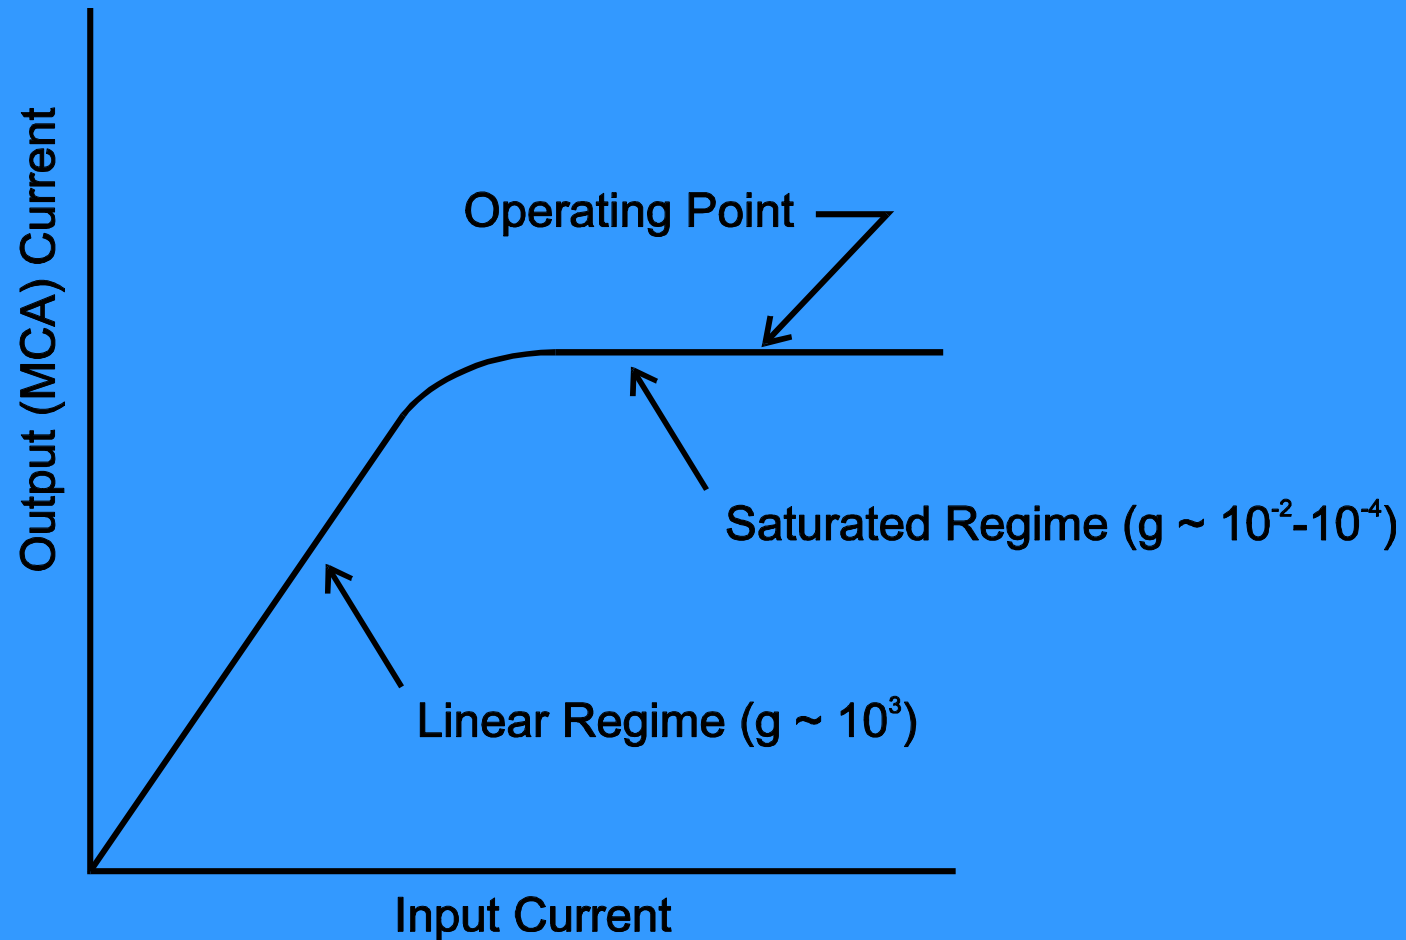 Output (MCA) Current
Operating Point
Saturated Regime (g ~ 10⁻²-10⁻⁴)
Linear Regime (g ~ 10³)
Input Current